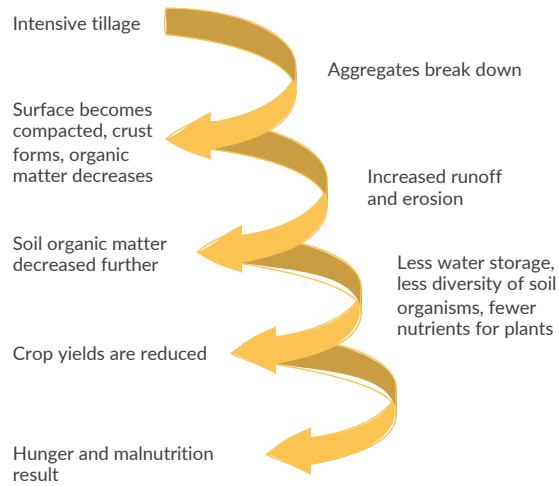 Intensive tillage
Aggregates break down
Surface becomes
compacted, crust
forms, organic
matter decreases
Increased runoff
and erosion
Soil organic matter
decreased further
Less water storage,
less diversity of soil
organisms, fewer
nutrients for plants
Crop yields are reduced
Hunger and malnutrition
result